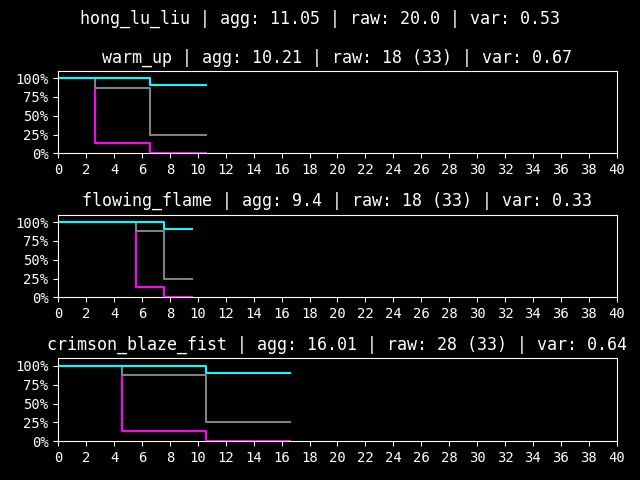 hong_lu_liu | agg: 11.05 | raw: 20.0 | var: 0.53
warm_up | agg: 10.21 | raw: 18 (33) | var: 0.67
100%
75%
50%
25%
0%
0 2 4 6 8 10 12 14 16 18 20 22 24 26 28 30 32 34 36 38 40
flowing_flame | agg: 9.4 | raw: 18 (33) | var: 0.33
100%
75%
50%
25%
0%
0 2 4 6 8 10 12 14 16 18 20 22 24 26 28 30 32 34 36 38 40
crimson_blaze_fist | agg: 16.01 | raw: 28 (33) | var: 0.64
100%
75%
50%
25%
0%
0 2 4 6 8 10 12 14 16 18 20 22 24 26 28 30 32 34 36 38 40